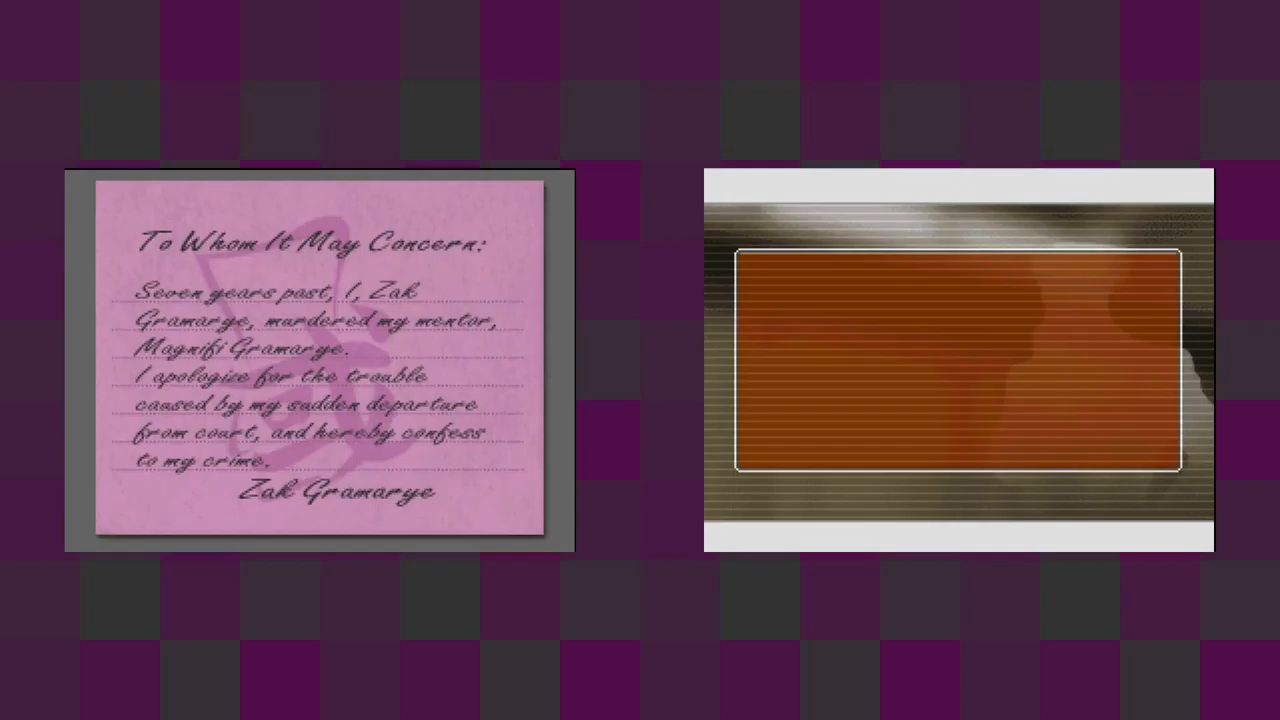 To Whom It May Concern:
Seven years past, I, Zak
Gramarye, murdered my mentor,
Magnifi Gramarye.
I apologize for the trouble
caused by my sudden departure
from court, and hereby confess
to my crime.
Zak Gramarye